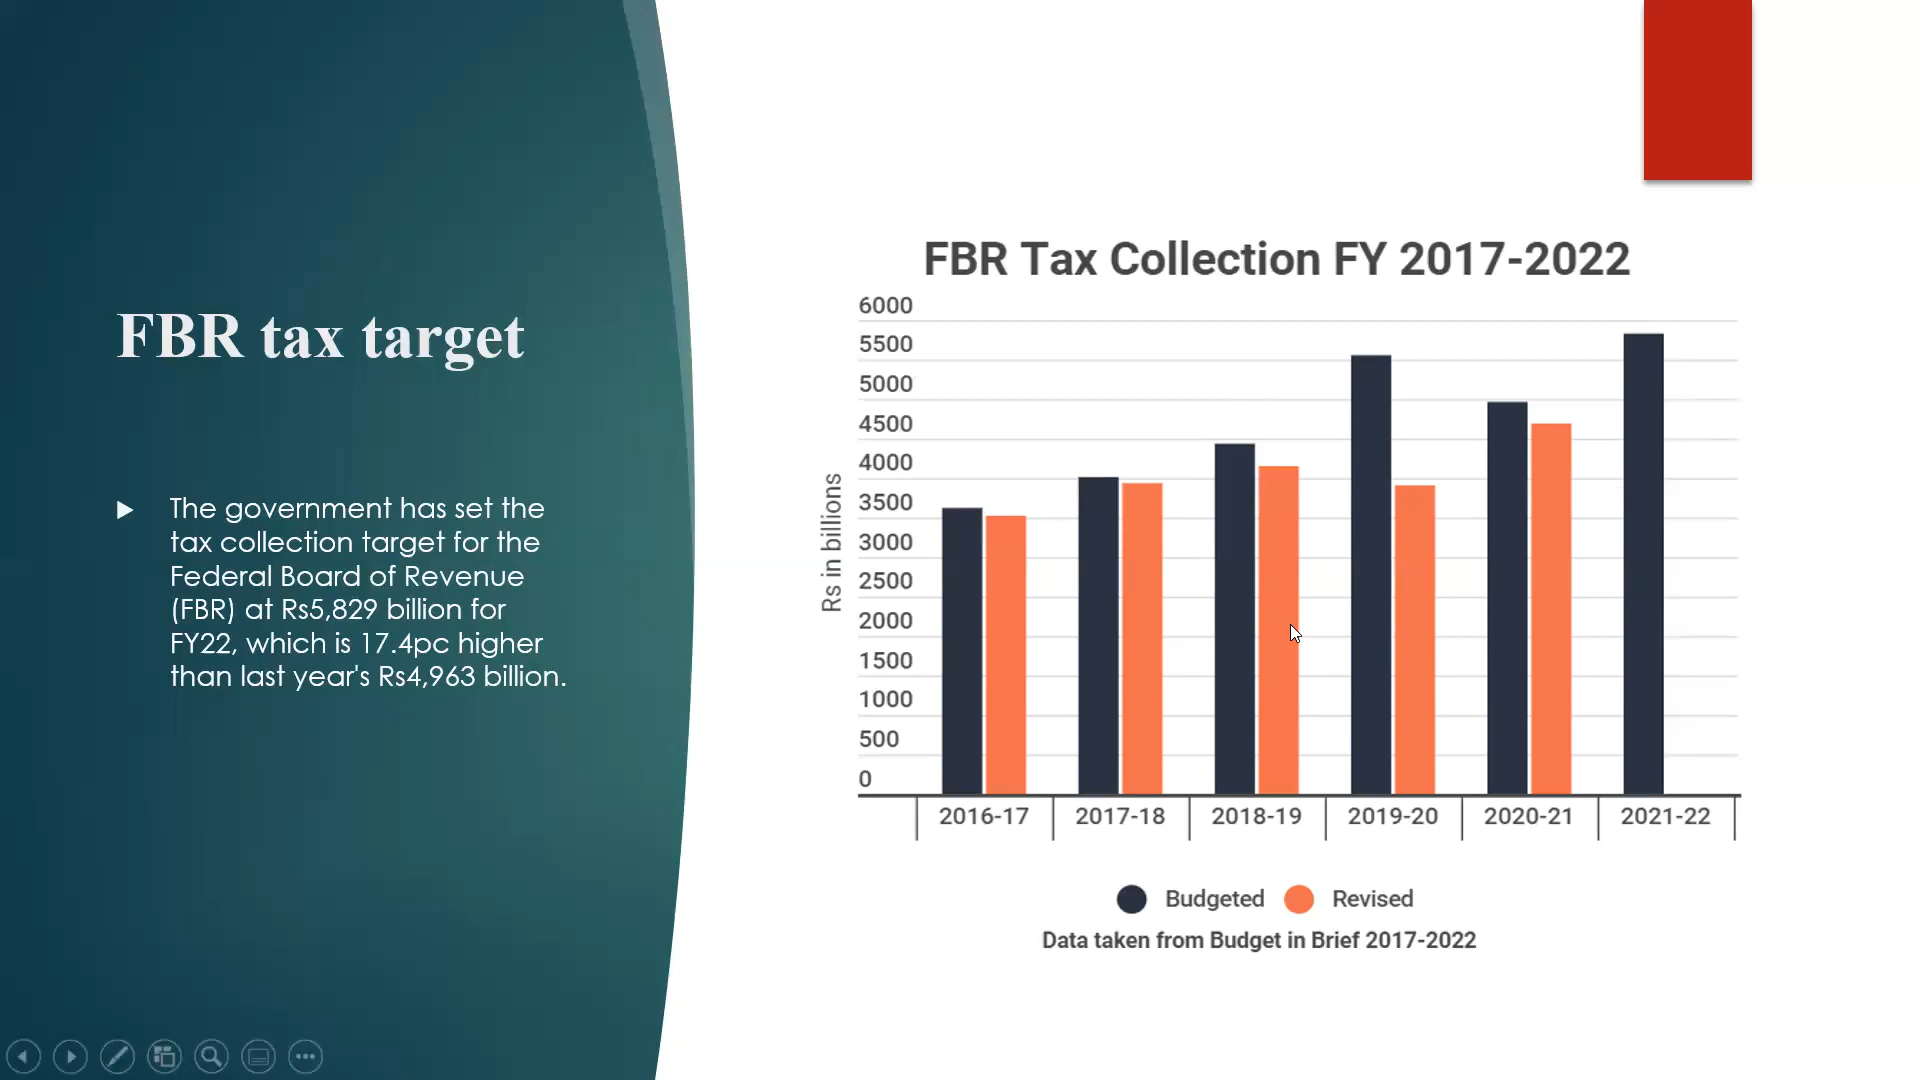 FBR tax target
The government has set the
tax collection target for the
Federal Board of Revenue
(FBR) at Rs5,829 billion for
FY22, which is 17.4pc higher
than last year's Rs4,963 billion.
FBR Tax Collection FY 2017-2022
Rs in billions
6000
5500
5000
4500
4000
3500
3000
2500
2000
1500
1000
500
0
2016-17 2017-18 2018-19 2019-20 2020-21 2021-22
Budgeted Revised
Data taken from Budget in Brief 2017-2022